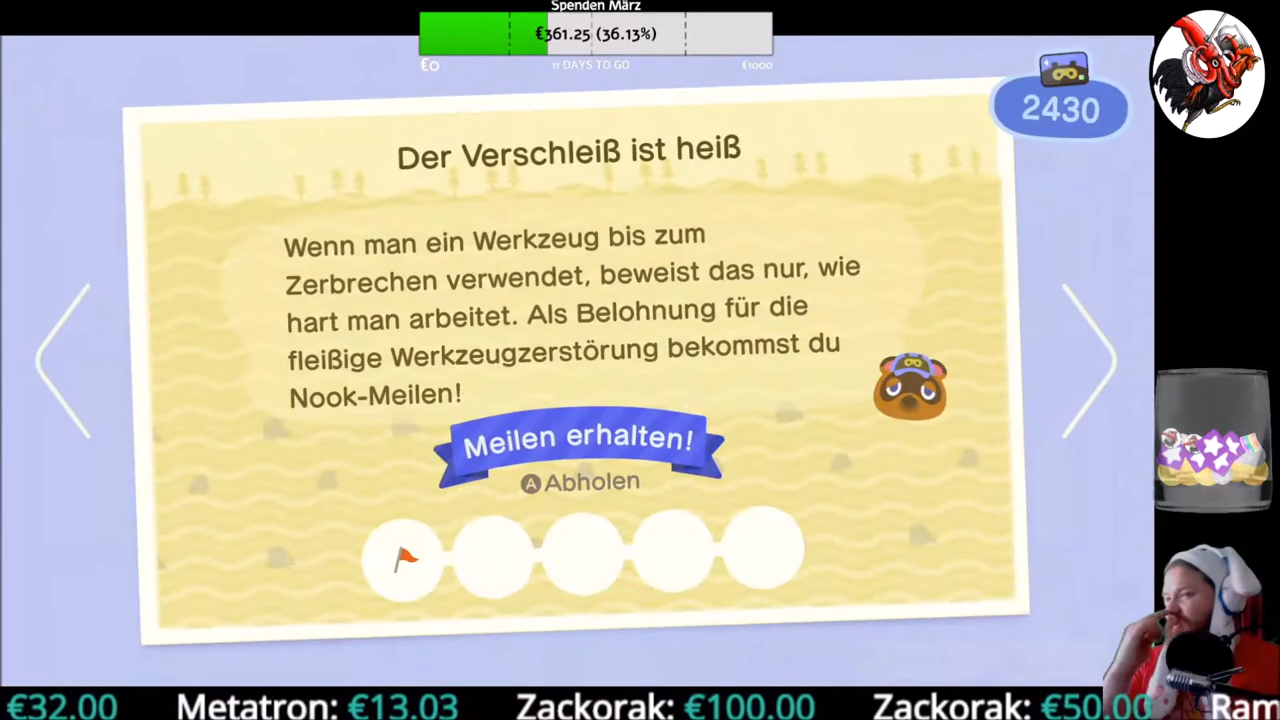 Spenden März
€361.25 (36.13%)
€0 11 DAYS TO GO €1000
2430
Der Verschleiß ist heiß
Wenn man ein Werkzeug bis zum
Zerbrechen verwendet, beweist das nur, wie
hart man arbeitet. Als Belohnung für die
fleißige Werkzeugzerstörung bekommst du
Nook-Meilen!
Meilen erhalten!
A Abholen
€32.00 Metatron: €13.03 Zackorak: €100.00 Zackorak: €50.00 Ram